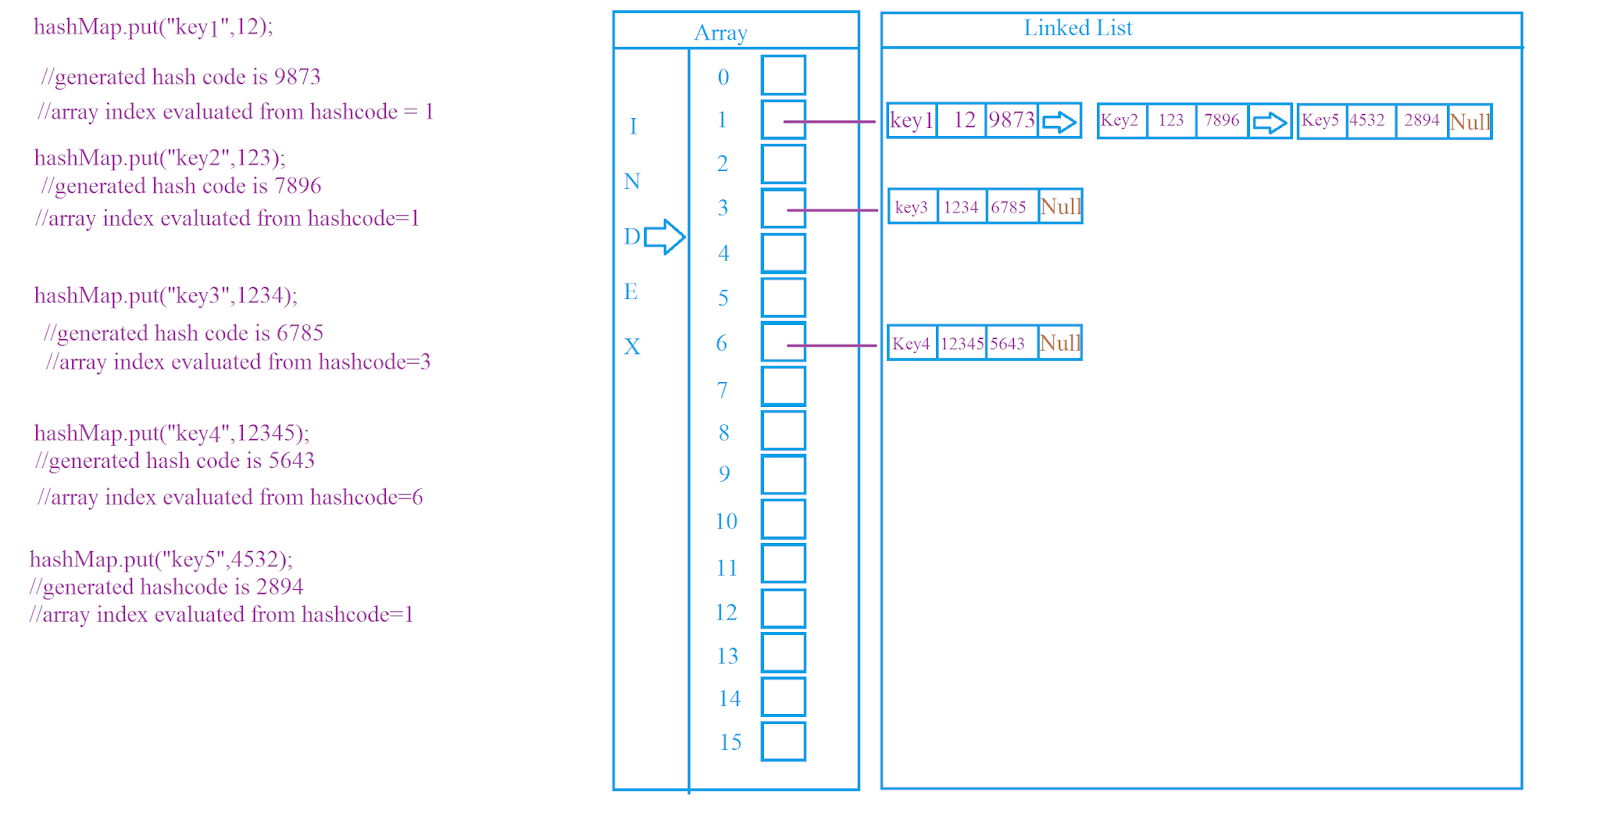 hashMap.put("key1",12);
//generated hash code is 9873
//array index evaluated from hashcode = 1
hashMap.put("key2",123);
//generated hash code is 7896
//array index evaluated from hashcode=1
hashMap.put("key3",1234);
//generated hash code is 6785
//array index evaluated from hashcode=3
hashMap.put("key4",12345);
//generated hash code is 5643
//array index evaluated from hashcode=6
hashMap.put("key5",4532);
//generated hashcode is 2894
//array index evaluated from hashcode=1
Array
I
N
D
E
X
0
1
2
3
4
5
6
7
8
9
10
11
12
13
14
15
Linked List
key1 12 9873 Key2 123 7896 Key5 4532 2894 Null
key3 1234 6785 Null
Key4 12345 5643 Null